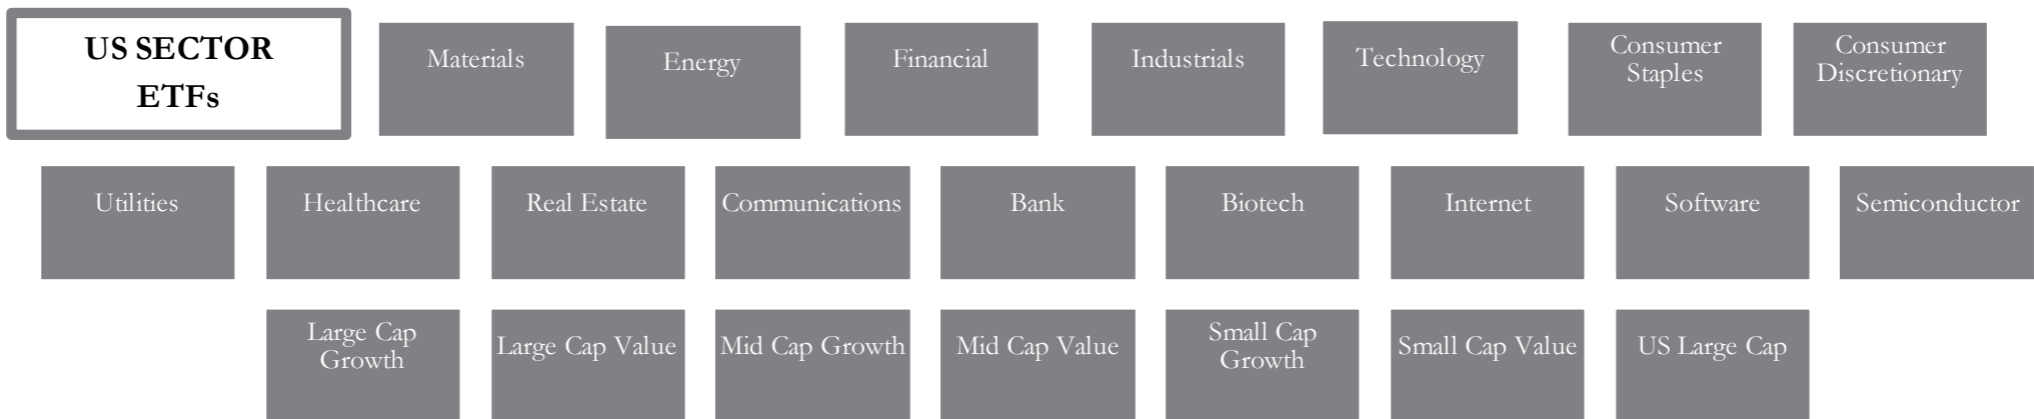 US SECTOR
ETFs
Materials
Energy
Financial
Industrials
Technology
Consumer
Staples
Consumer
Discretionary
Utilities
Healthcare
Real Estate
Communications
Bank
Biotech
Internet
Software
Semiconductor
Large Cap
Growth
Large Cap Value
Mid Cap Growth
Mid Cap Value
Small Cap
Growth
Small Cap Value
US Large Cap